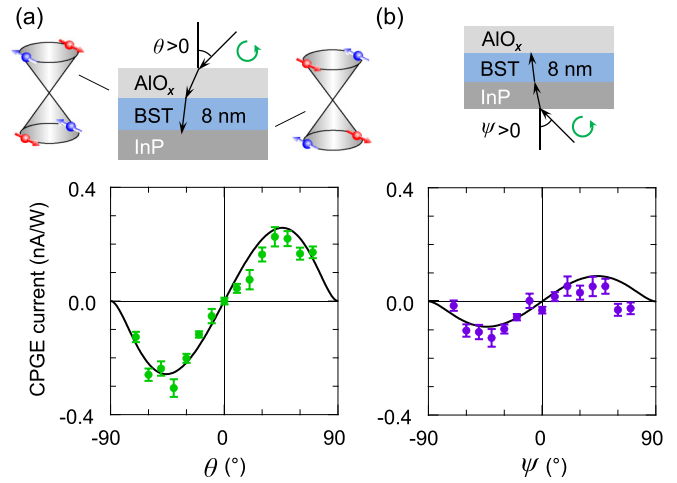 (a)
θ>0
AlOx
BST 8 nm
InP
(b)
AlOx
BST 8 nm
InP
ψ>0
CPGE current (nA/W)
0.4
0.0
-0.4
-90
0
90
θ (°)
0.4
0.0
-0.4
-90
0
90
ψ (°)